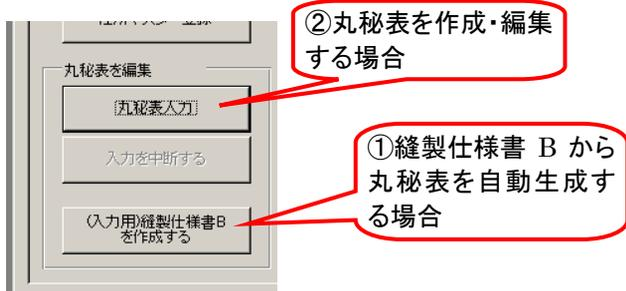 ②丸秘表を作成・編集
する場合
丸秘表を編集
丸秘表入力
入力を中断する
①縫製仕様書 B から
丸秘表を自動生成す
る場合
(入力用)縫製仕様書B
を作成する